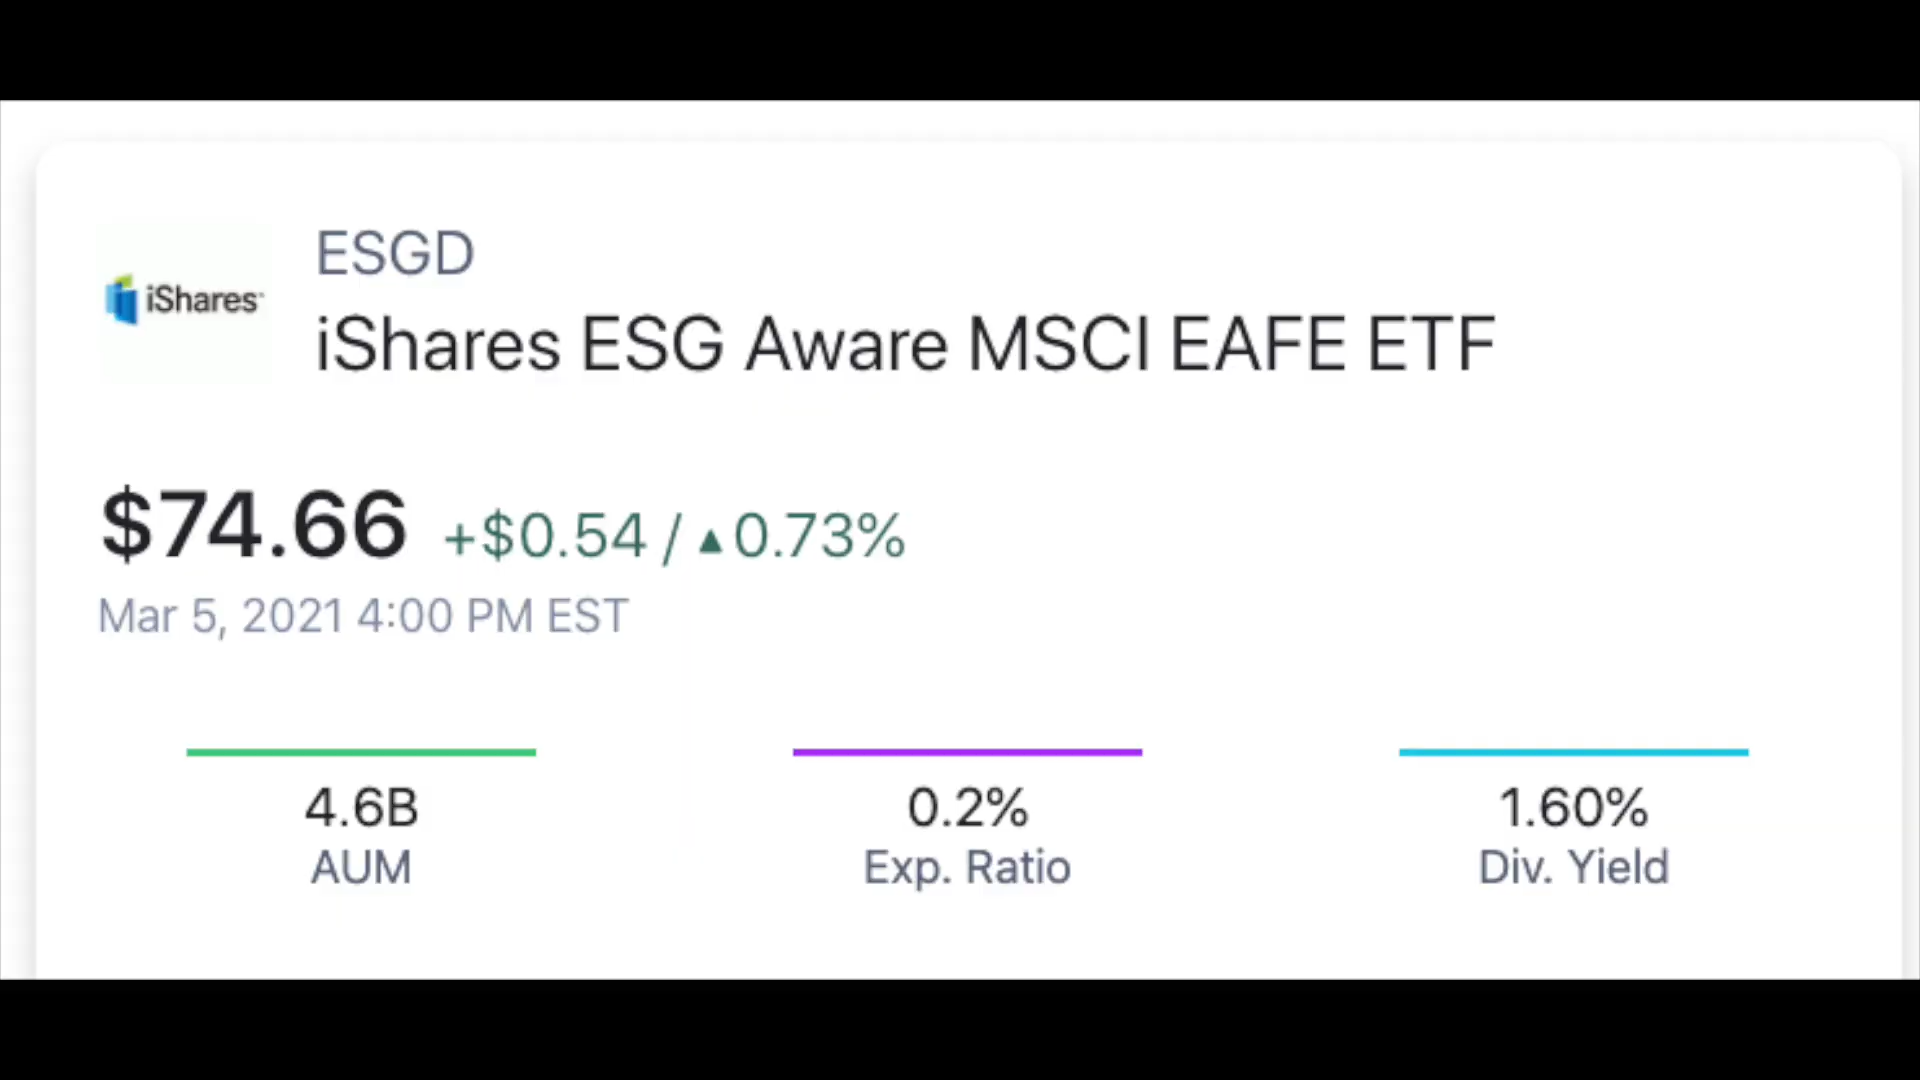 ESGD
iShares
iShares ESG Aware MSCI EAFE ETF
$74.66 +$0.54 / ▲0.73%
Mar 5, 2021 4:00 PM EST
4.6B
AUM
0.2%
Exp. Ratio
1.60%
Div. Yield